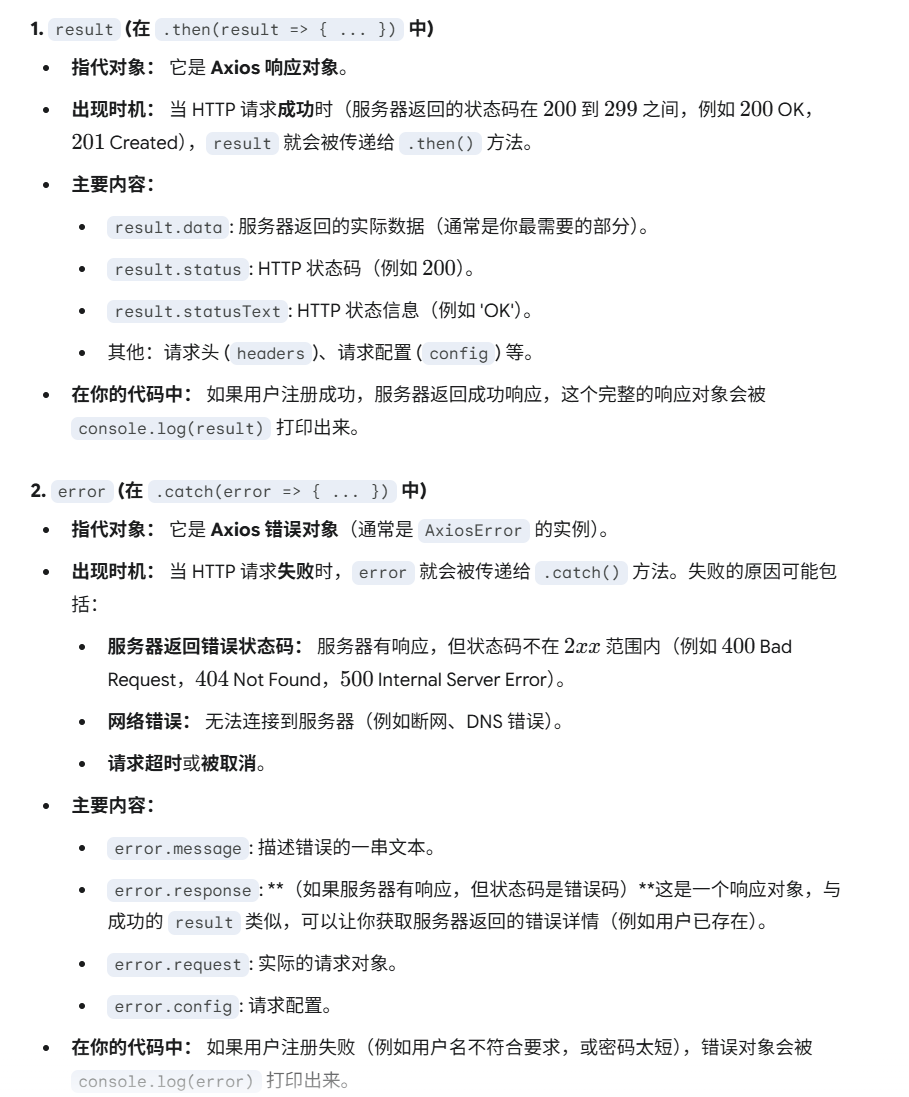 1. result (在 .then(result => { ... }) 中)
• 指代对象： 它是 Axios 响应对象。
• 出现时机： 当 HTTP 请求成功时（服务器返回的状态码在 200 到 299 之间，例如 200 OK，
201 Created），result 就会被传递给 .then() 方法。
• 主要内容：
• result.data: 服务器返回的实际数据（通常是你最需要的部分）。
• result.status: HTTP 状态码（例如 200）。
• result.statusText: HTTP 状态信息（例如 'OK'）。
• 其他：请求头 (headers)、请求配置 (config) 等。
• 在你的代码中： 如果用户注册成功，服务器返回成功响应，这个完整的响应对象会被
console.log(result) 打印出来。
2. error (在 .catch(error => { ... }) 中)
• 指代对象： 它是 Axios 错误对象（通常是 AxiosError 的实例）。
• 出现时机： 当 HTTP 请求失败时，error 就会被传递给 .catch() 方法。失败的原因可能包
括：
• 服务器返回错误状态码： 服务器有响应，但状态码不在 2xx 范围内（例如 400 Bad
Request，404 Not Found，500 Internal Server Error）。
• 网络错误： 无法连接到服务器（例如断网、DNS 错误）。
• 请求超时或被取消。
• 主要内容：
• error.message: 描述错误的一串文本。
• error.response: **（如果服务器有响应，但状态码是错误码）**这是一个响应对象，与
成功的 result 类似，可以让你获取服务器返回的错误详情（例如用户已存在）。
• error.request: 实际的请求对象。
• error.config: 请求配置。
• 在你的代码中： 如果用户注册失败（例如用户名不符合要求，或密码太短），错误对象会被
console.log(error) 打印出来。